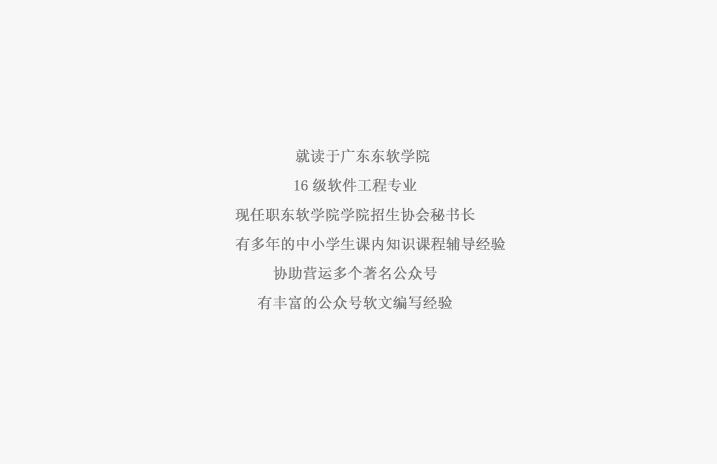 就读于广东东软学院
16 级软件工程专业
现任职东软学院学院招生协会秘书长
有多年的中小学生课内知识课程辅导经验
协助营运多个著名公众号
有丰富的公众号软文编写经验